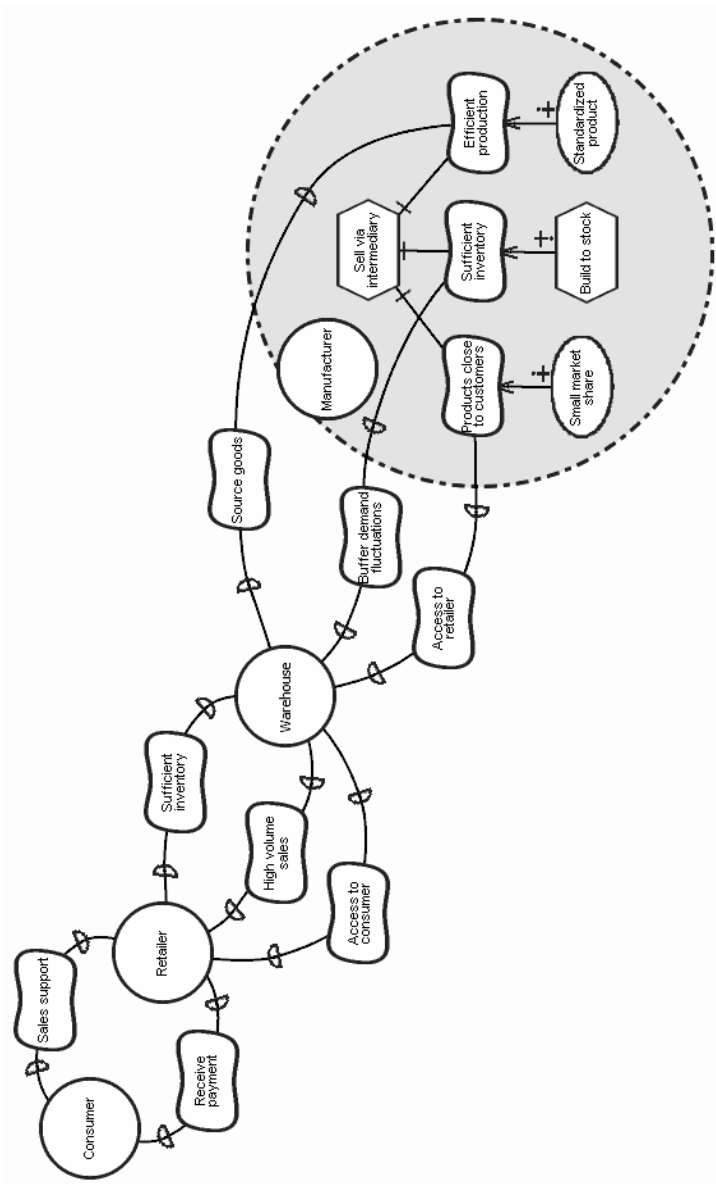 Consumer
Sales support
Receive
payment
Retailer
Sufficient
inventory
High volume
sales
Access to
consumer
Warehouse
Source goods
Buffer demand
fluctuations
Access to
retailer
Manufacturer
Sell via
intermediary
Products close
to customers
Sufficient
inventory
Efficient
production
i+
Small market
share
i+
Build to stock
i+
Standardized
product